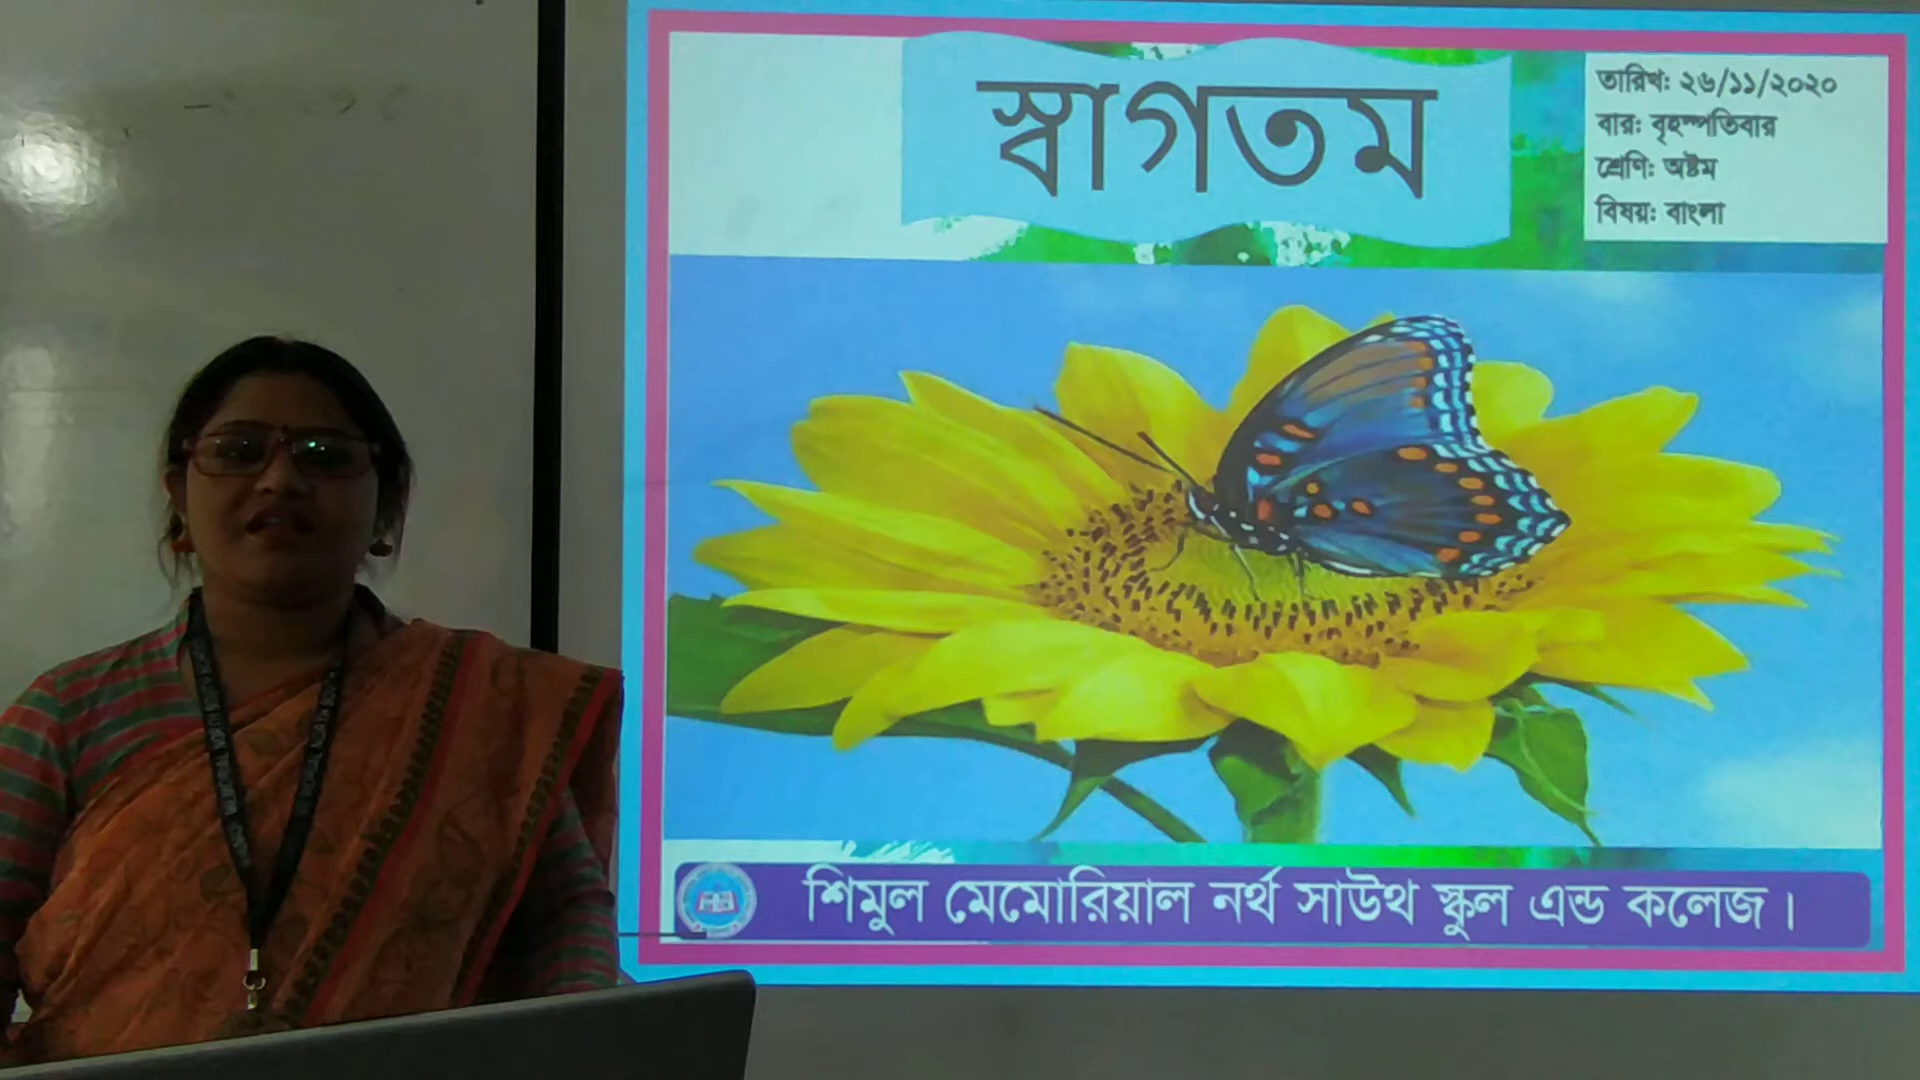 স্বাগতম
তারিখ: ২৬/১১/২০২০
বার: বৃহস্পতিবার
শ্রেণি: অষ্টম
বিষয়: বাংলা
শিমুল মেমোরিয়াল নর্থ সাউথ স্কুল এন্ড কলেজ।